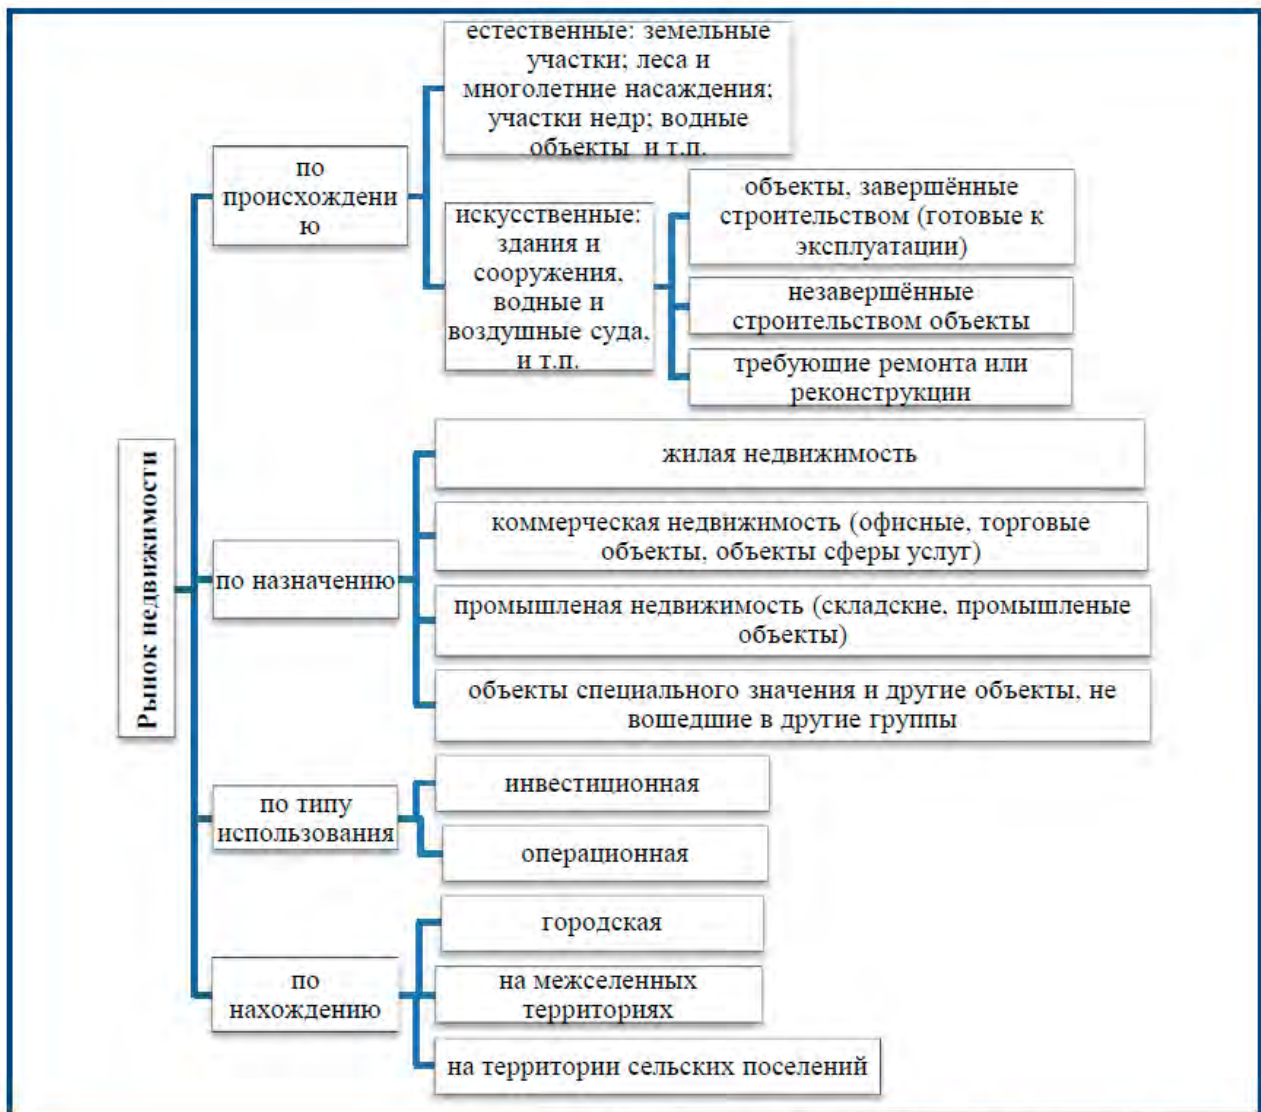 естественные: земельные
участки; леса и
многолетние насаждения;
участки недр; водные
объекты и т.п.
по
происхождени
ю
искусственные:
здания и
сооружения,
водные и
воздушные суда,
и т.п.
объекты, завершённые
строительством (готовые к
эксплуатации)
незавершённые
строительством объекты
требующие ремонта или
реконструкции
Рынок недвижимости
по назначению
жилая недвижимость
коммерческая недвижимость (офисные, торговые
объекты, объекты сферы услуг)
промышленая недвижимость (складские, промышленые
объекты)
объекты специального значения и другие объекты, не
вошедшие в другие группы
по типу
использования
инвестиционная
операционная
по
нахождению
городская
на межселенных
территориях
на территории сельских поселений